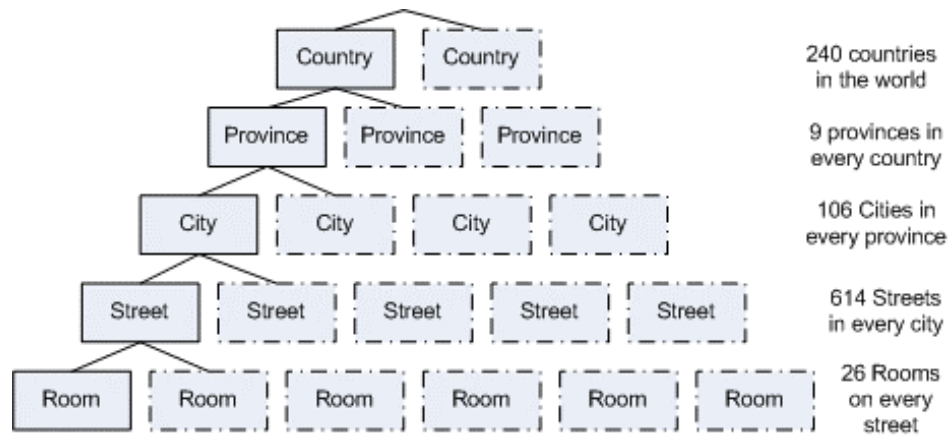 Country Country
240 countries
in the world
Province Province Province
9 provinces in
every country
City City City City
106 Cities in
every province
Street Street Street Street Street
614 Streets
in every city
Room Room Room Room Room Room
26 Rooms
on every
street